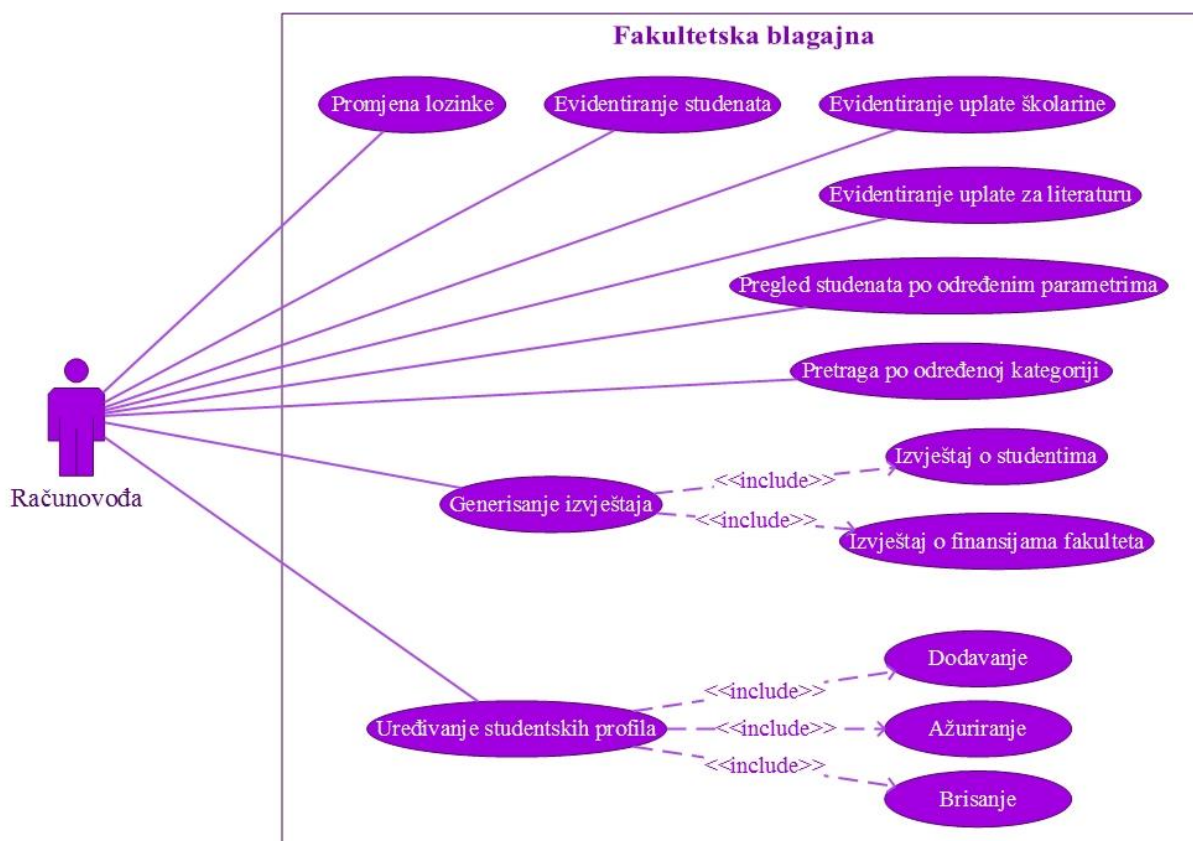 Fakultetska blagajna
Promjena lozinke
Evidentiranje studenata
Evidentiranje uplate školarine
Evidentiranje uplate za literaturu
Pregled studenata po određenim parametrima
Pretraga po određenoj kategoriji
Računovođa
Generisanje izvještaja
<<include>>
Izvještaj o studentima
<<include>>
Izvještaj o finansijama fakulteta
Uređivanje studentskih profila
<<include>>
Dodavanje
<<include>>
Ažuriranje
<<include>>
Brisanje